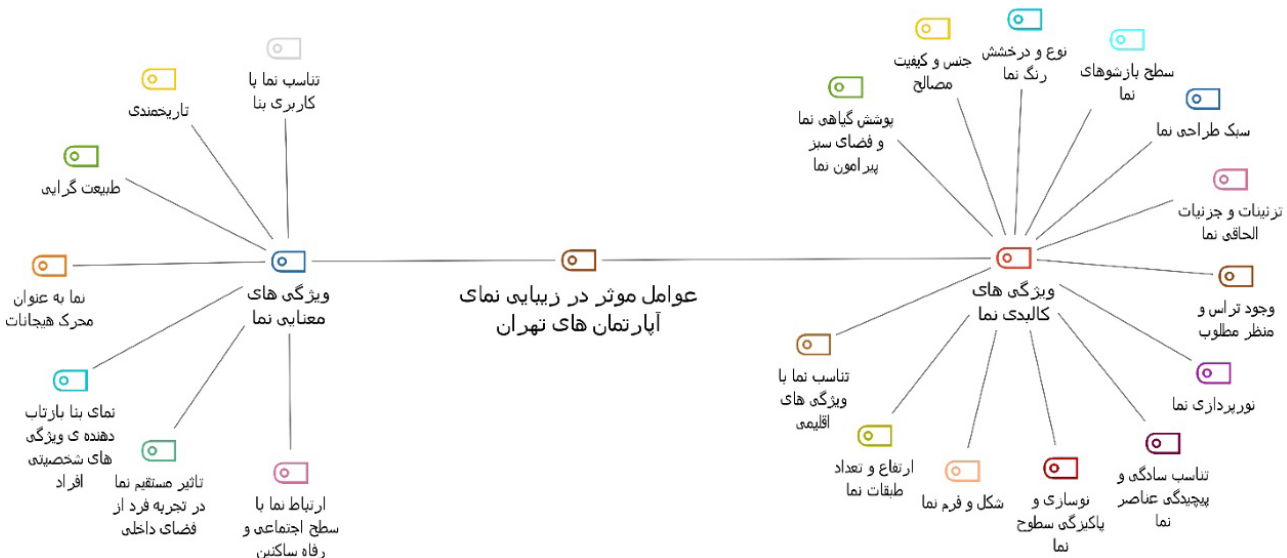 عوامل موثر در زیبایی نمای
آپارتمان های تهران
ویژگی های
کالبدی نما
پوشش گیاهی نما
و فضای سبز
پیرامون نما
جنس و کیفیت
مصالح
نوع و درخشش
رنگ نما
سطح بازشوهای
نما
سبک طراحی نما
تزئینات و جزئیات
الحاقی نما
وجود تراس و
منظر مطلوب
نورپردازی نما
تناسب سادگی و
پیچیدگی عناصر
نما
نوسازی و
پاکیزگی سطوح
نما
شکل و فرم نما
ارتفاع و تعداد
طبقات نما
تناسب نما با
ویژگی های
اقلیمی
ویژگی های
معنایی نما
تناسب نما با
کاربری بنا
تاریخمندی
طبیعت گرایی
نما به عنوان
محرک هیجانات
نمای بنا بازتاب
دهنده ی ویژگی
های شخصیتی
افراد
تاثیر مستقیم نما
در تجربه فرد از
فضای داخلی
ارتباط نما با
سطح اجتماعی و
رفاه ساکنین